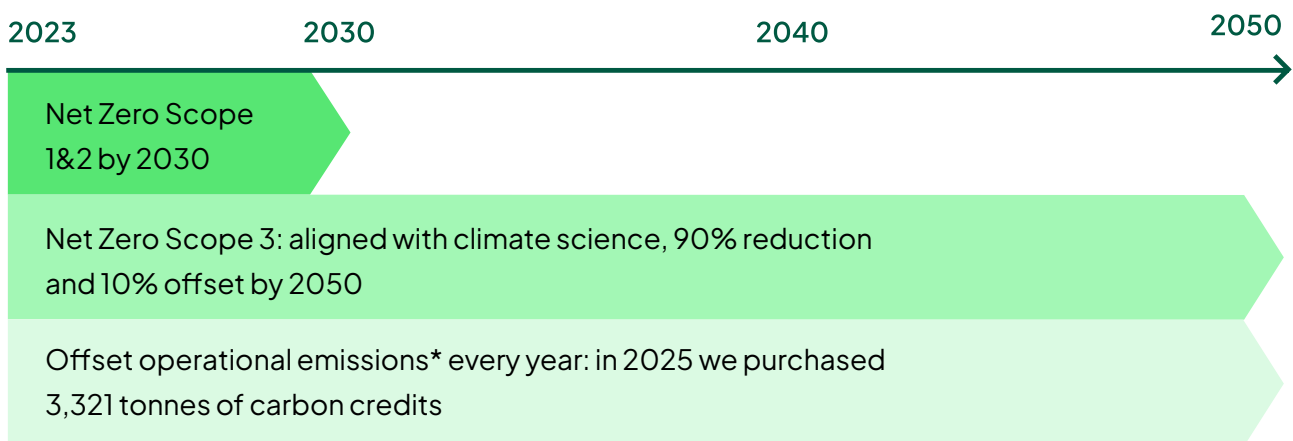 2023 2030 2040 2050
Net Zero Scope
1&2 by 2030
Net Zero Scope 3: aligned with climate science, 90% reduction
and 10% offset by 2050
Offset operational emissions* every year: in 2025 we purchased
3,321 tonnes of carbon credits